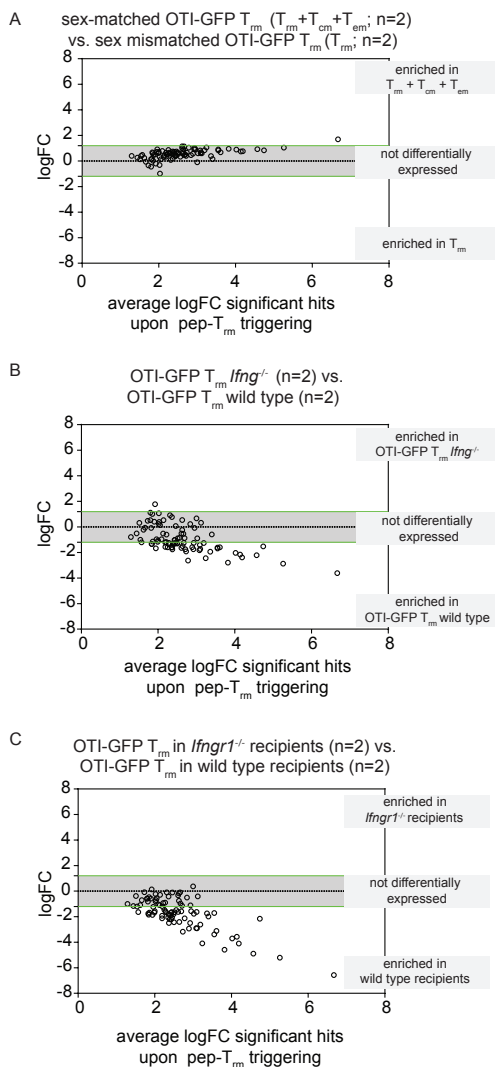 A
sex-matched OTI-GFP Trm (Trm+Tcm+Tem; n=2)
vs. sex mismatched OTI-GFP Trm (Trm; n=2)
8
6
4
2
0
-2
-4
-6
-8
logFC
enriched in
Trm + Tcm + Tem
not differentially
expressed
enriched in Trm
0 2 4 6 8
average logFC significant hits
upon pep-Trm triggering
B
OTI-GFP Trm Ifng-/- (n=2) vs.
OTI-GFP Trm wild type (n=2)
8
6
4
2
0
-2
-4
-6
-8
logFC
enriched in
OTI-GFP Trm Ifng-/-
not differentially
expressed
enriched in
OTI-GFP Trm wild type
0 2 4 6 8
average logFC significant hits
upon pep-Trm triggering
C
OTI-GFP Trm in Ifngr1-/- recipients (n=2) vs.
OTI-GFP Trm in wild type recipients (n=2)
8
6
4
2
0
-2
-4
-6
-8
logFC
enriched in
Ifngr1-/- recipients
not differentially
expressed
enriched in
wild type recipients
0 2 4 6 8
average logFC significant hits
upon pep-Trm triggering